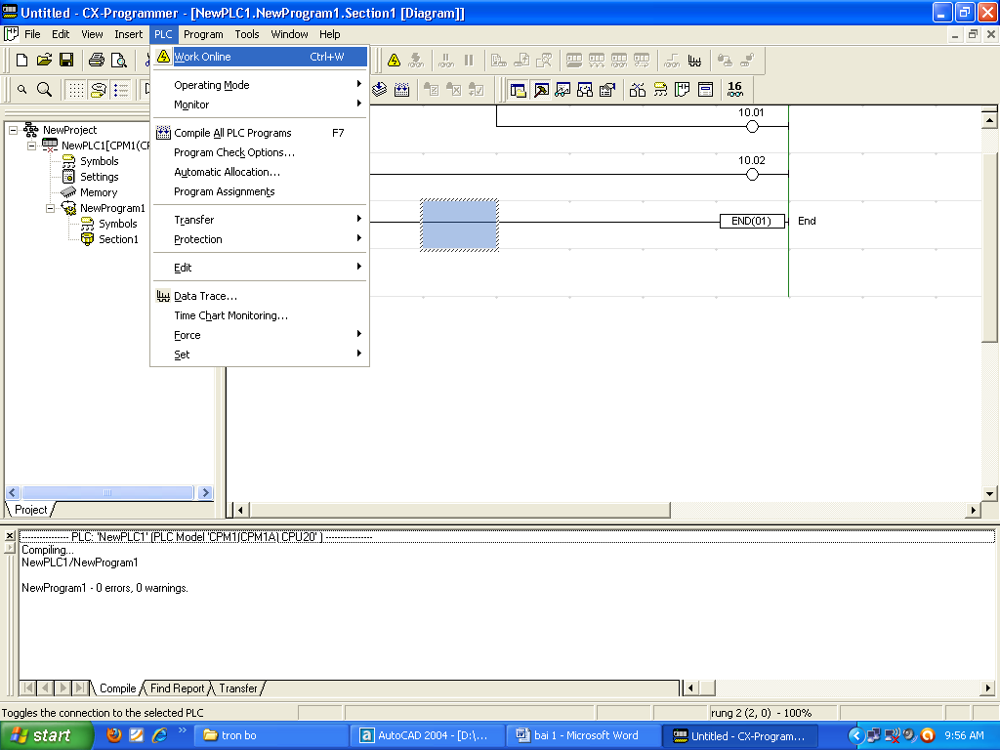 Untitled - CX-Programmer - [NewPLC1.NewProgram1.Section1 [Diagram]]
File Edit View Insert PLC Program Tools Window Help
Work Online Ctrl+W
Operating Mode
Monitor
Compile All PLC Programs F7
Program Check Options...
Automatic Allocation...
Program Assignments
Transfer
Protection
Edit
Data Trace...
Time Chart Monitoring...
Force
Set
16
NewProject
NewPLC1[CPM1(CF
Symbols
Settings
Memory
NewProgram1
Symbols
Section1
Project
10.01
10.02
END(01) End
---------------- PLC: 'NewPLC1' (PLC Model 'CPM1(CPM1A) CPU20' ) ----------------
Compiling...
NewPLC1/NewProgram1
NewProgram1 - 0 errors, 0 warnings.
Compile Find Report Transfer
Toggles the connection to the selected PLC
rung 2 (2, 0) - 100%
start
tron bo
AutoCAD 2004 - [D:\...
bai 1 - Microsoft Word
Untitled - CX-Program...
9:56 AM